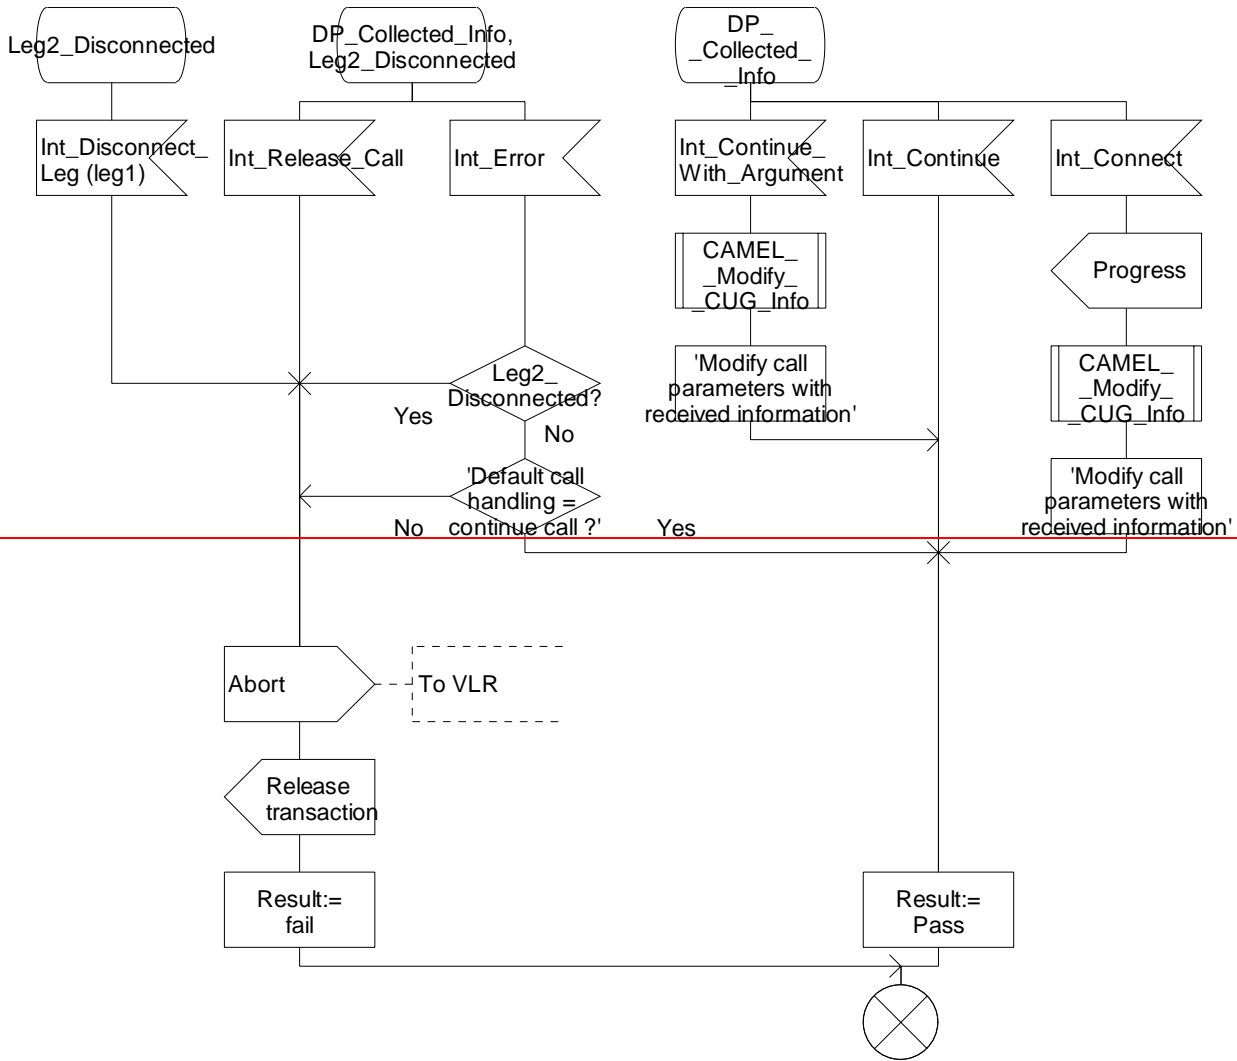 Leg2_Disconnected
DP_Collected_Info,
Leg2_Disconnected
DP_
_Collected_
_Info
Int_Disconnect_
Leg (leg1)
Int_Release_Call
Int_Error
Int_Continue_
With_Argument
Int_Continue
Int_Connect
CAMEL_
_Modify_
_CUG_Info
Progress
Leg2_
Disconnected?
Yes
No
'Modify call
parameters with
received information'
CAMEL_
_Modify_
_CUG_Info
'Default call
handling =
continue call ?'
No
Yes
'Modify call
parameters with
received information'
Abort
To VLR
Release
transaction
Result:=
fail
Result:=
Pass